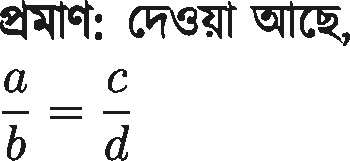 প্রমাণ: দেওয়া আছে,
a/b = c/d